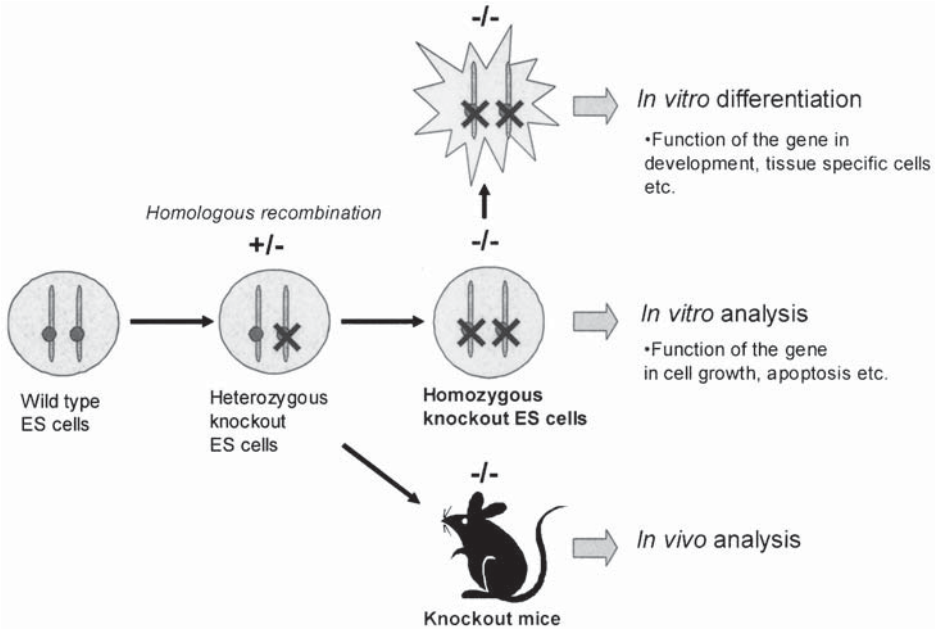 -/-
In vitro differentiation
•Function of the gene in
development, tissue specific cells
etc.
Homologous recombination
+/-
-/-
Wild type
ES cells
Heterozygous
knockout
ES cells
Homozygous
knockout ES cells
In vitro analysis
•Function of the gene
in cell growth, apoptosis etc.
-/-
Knockout mice
In vivo analysis